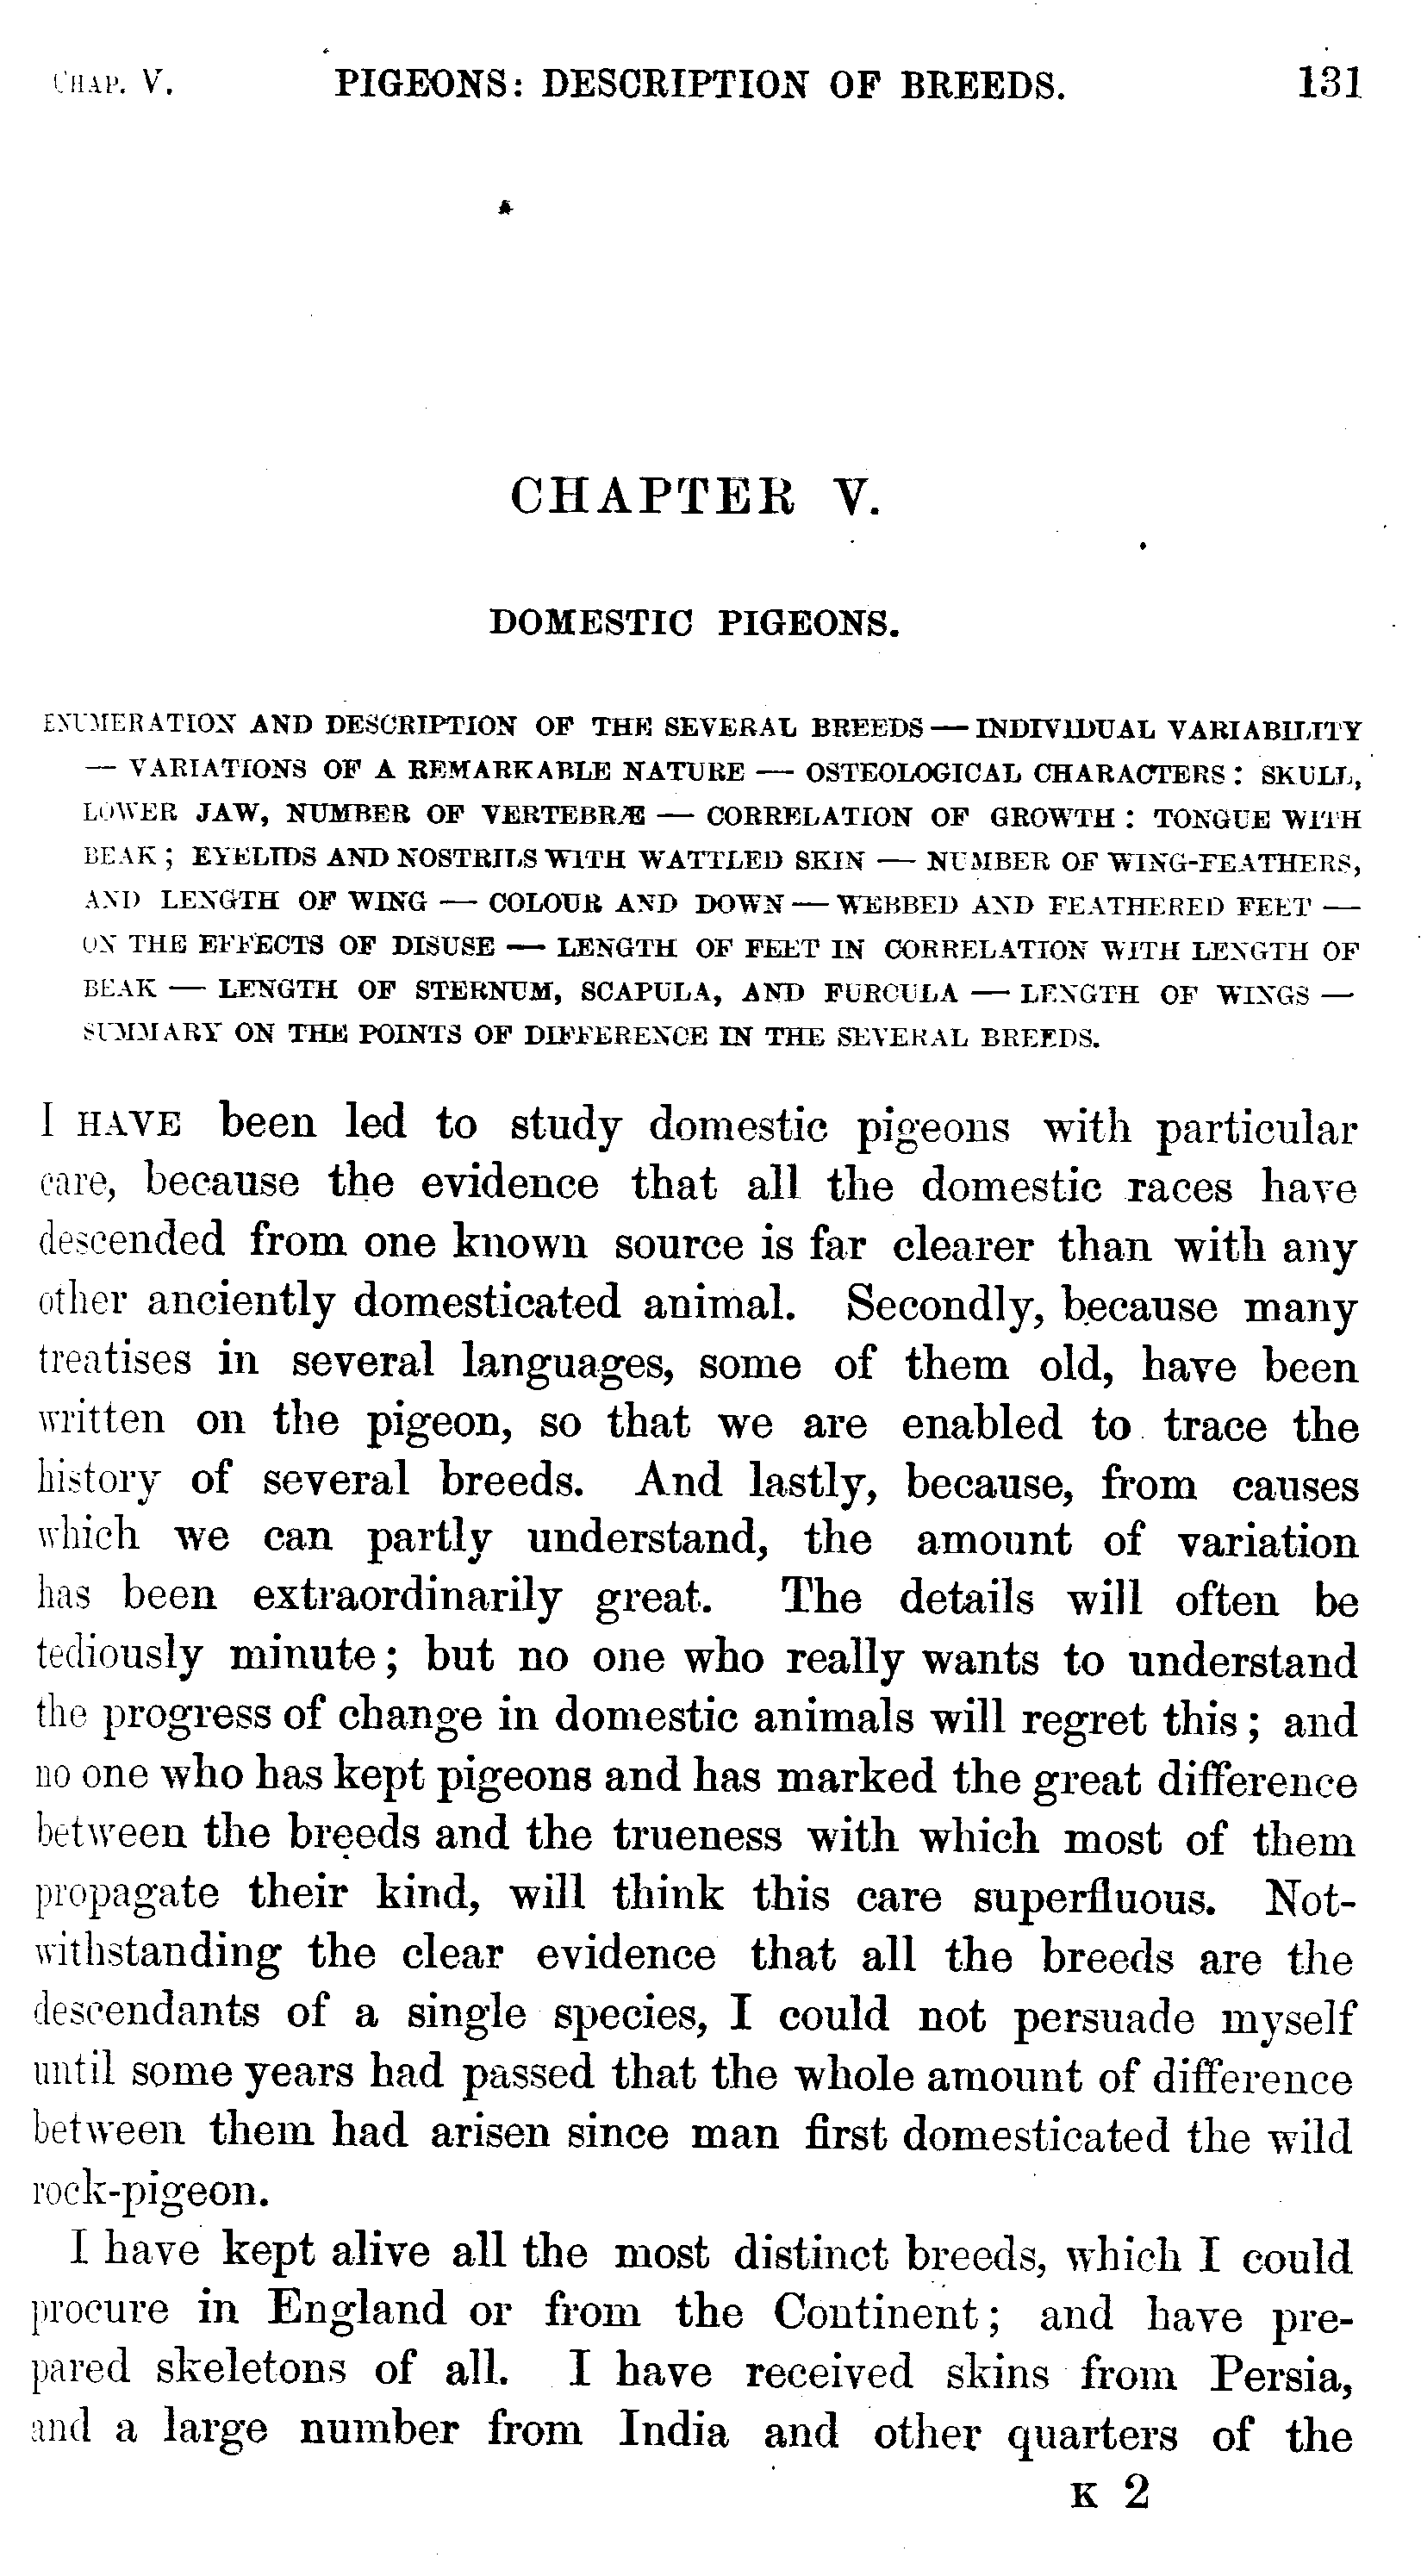 CHAP. V. PIGEONS: DESCRIPTION OF BREEDS. 131
CHAPTER V.
DOMESTIC PIGEONS.
ENUMERATION AND DESCRIPTION OF THE SEVERAL BREEDS — INDIVIDUAL VARIABILITY
— VARIATIONS OF A REMARKABLE NATURE — OSTEOLOGICAL CHARACTERS: SKULL,
LOWER JAW, NUMBER OF VERTEBRÆ — CORRELATION OF GROWTH: TONGUE WITH
BEAK; EYELIDS AND NOSTRILS WITH WATTLED SKIN — NUMBER OF WING-FEATHERS,
AND LENGTH OF WING — COLOUR AND DOWN — WEBBED AND FEATHERED FEET —
ON THE EFFECTS OF DISUSE — LENGTH OF FEET IN CORRELATION WITH LENGTH OF
BEAK — LENGTH OF STERNUM, SCAPULA, AND FURCULA — LENGTH OF WINGS —
SUMMARY ON THE POINTS OF DIFFERENCE IN THE SEVERAL BREEDS.
I HAVE been led to study domestic pigeons with particular
care, because the evidence that all the domestic races have
descended from one known source is far clearer than with any
other anciently domesticated animal. Secondly, because many
treatises in several languages, some of them old, have been
written on the pigeon, so that we are enabled to trace the
history of several breeds. And lastly, because, from causes
which we can partly understand, the amount of variation
has been extraordinarily great. The details will often be
tediously minute; but no one who really wants to understand
the progress of change in domestic animals will regret this; and
no one who has kept pigeons and has marked the great difference
between the breeds and the trueness with which most of them
propagate their kind, will think this care superfluous. Not-
withstanding the clear evidence that all the breeds are the
descendants of a single species, I could not persuade myself
until some years had passed that the whole amount of difference
between them had arisen since man first domesticated the wild
rock-pigeon.
I have kept alive all the most distinct breeds, which I could
procure in England or from the Continent; and have pre-
pared skeletons of all. I have received skins from Persia,
and a large number from India and other quarters of the
K 2